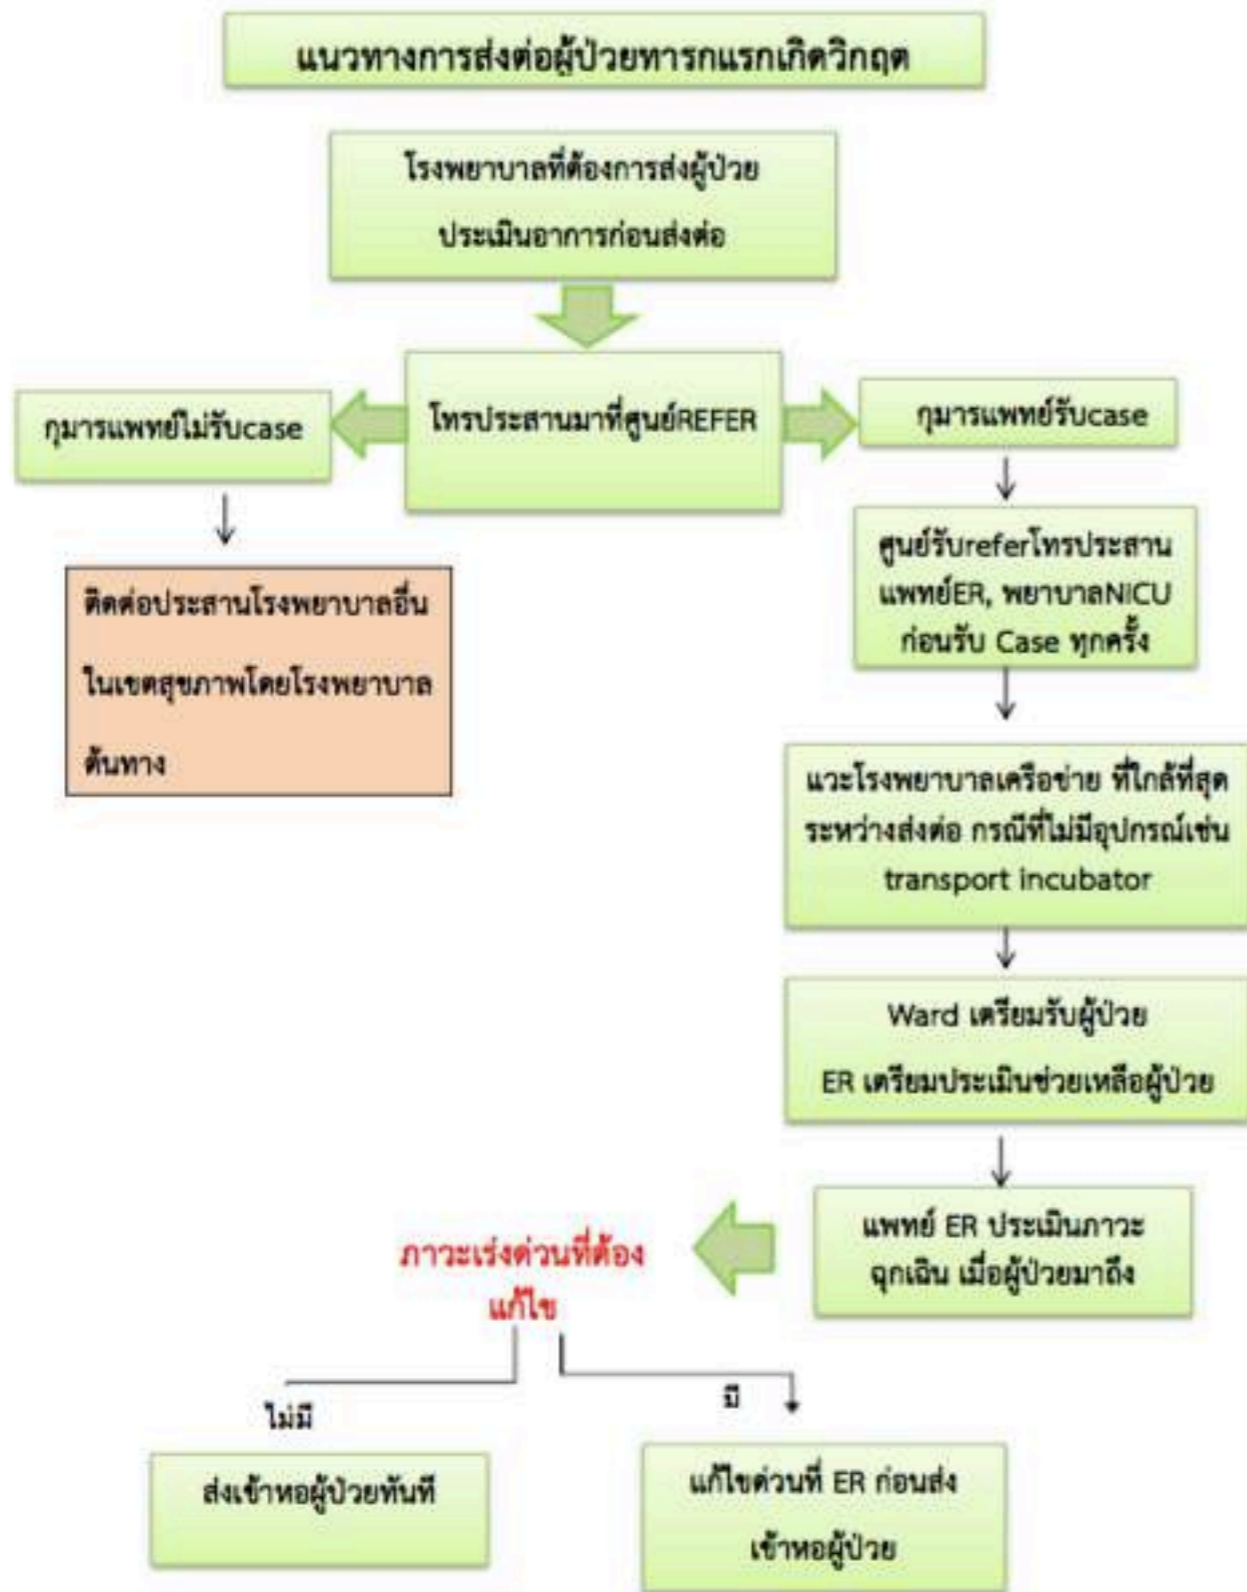 แนวทางการส่งต่อผู้ป่วยทารกแรกเกิดวิกฤต
โรงพยาบาลที่ต้องการส่งผู้ป่วย
ประเมินอาการก่อนส่งต่อ
โทรประสานมาที่ศูนย์REFER
กุมารแพทย์ไม่รับcase
ติดต่อประสานโรงพยาบาลอื่น
ในเขตสุขภาพโดยโรงพยาบาล
ต้นทาง
กุมารแพทย์รับcase
ศูนย์รับreferโทรประสาน
แพทย์ER, พยาบาลNICU
ก่อนรับ Case ทุกครั้ง
แวะโรงพยาบาลเครือข่าย ที่ใกล้ที่สุด
ระหว่างส่งต่อ กรณีที่ไม่มีอุปกรณ์เช่น
transport incubator
Ward เตรียมรับผู้ป่วย
ER เตรียมประเมินช่วยเหลือผู้ป่วย
แพทย์ ER ประเมินภาวะ
ฉุกเฉิน เมื่อผู้ป่วยมาถึง
ภาวะเร่งด่วนที่ต้อง
แก้ไข
ไม่มี
ส่งเข้าหอผู้ป่วยทันที
มี
แก้ไขด่วนที่ ER ก่อนส่ง
เข้าหอผู้ป่วย